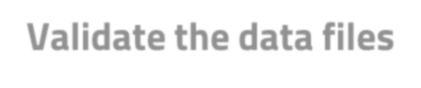 Validate the data files